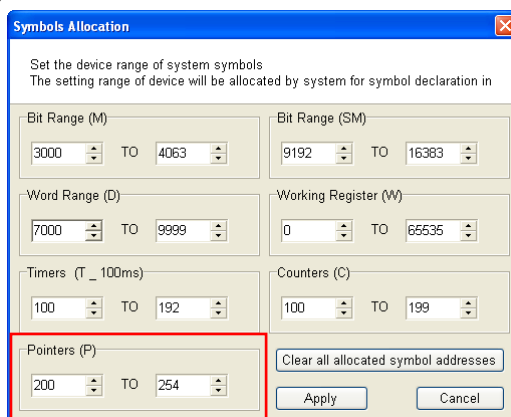 Symbols Allocation
Set the device range of system symbols
The setting range of device will be allocated by system for symbol declaration in
Bit Range (M)
3000 TO 4063
Bit Range (SM)
9192 TO 16383
Word Range (D)
7000 TO 9999
Working Register (W)
0 TO 65535
Timers (T _ 100ms)
100 TO 192
Counters (C)
100 TO 199
Pointers (P)
200 TO 254
Clear all allocated symbol addresses
Apply Cancel